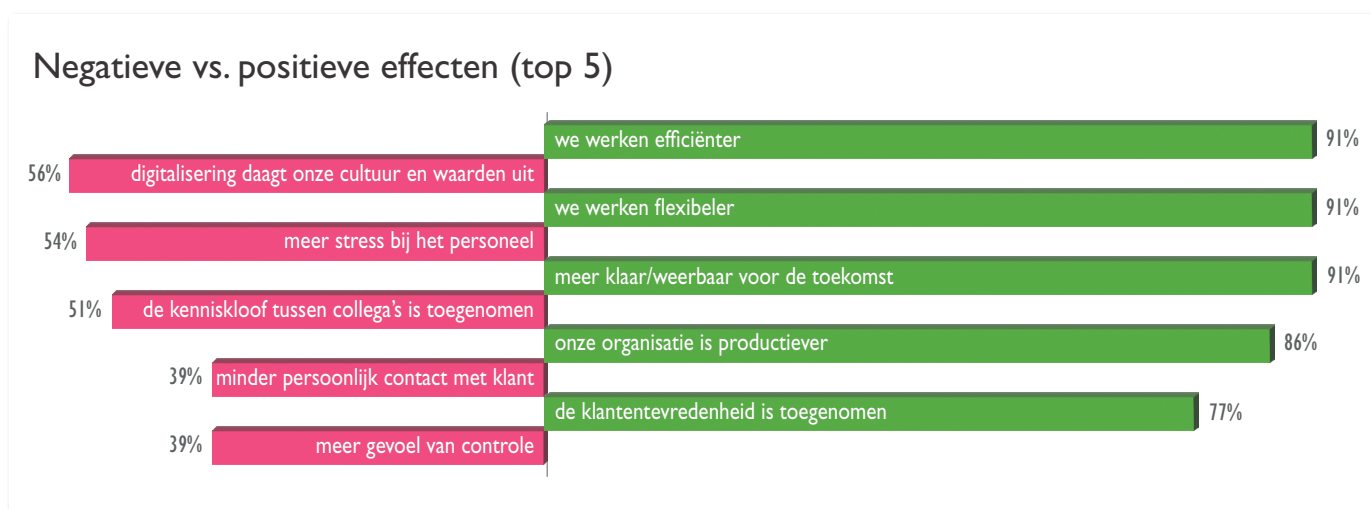 Negatieve vs. positieve effecten (top 5)
we werken efficiënter 91%
56% digitalisering daagt onze cultuur en waarden uit
we werken flexibeler 91%
54% meer stress bij het personeel
meer klaar/weerbaar voor de toekomst 91%
51% de kenniskloof tussen collega's is toegenomen
onze organisatie is productiever 86%
39% minder persoonlijk contact met klant
de klantentevredenheid is toegenomen 77%
39% meer gevoel van controle